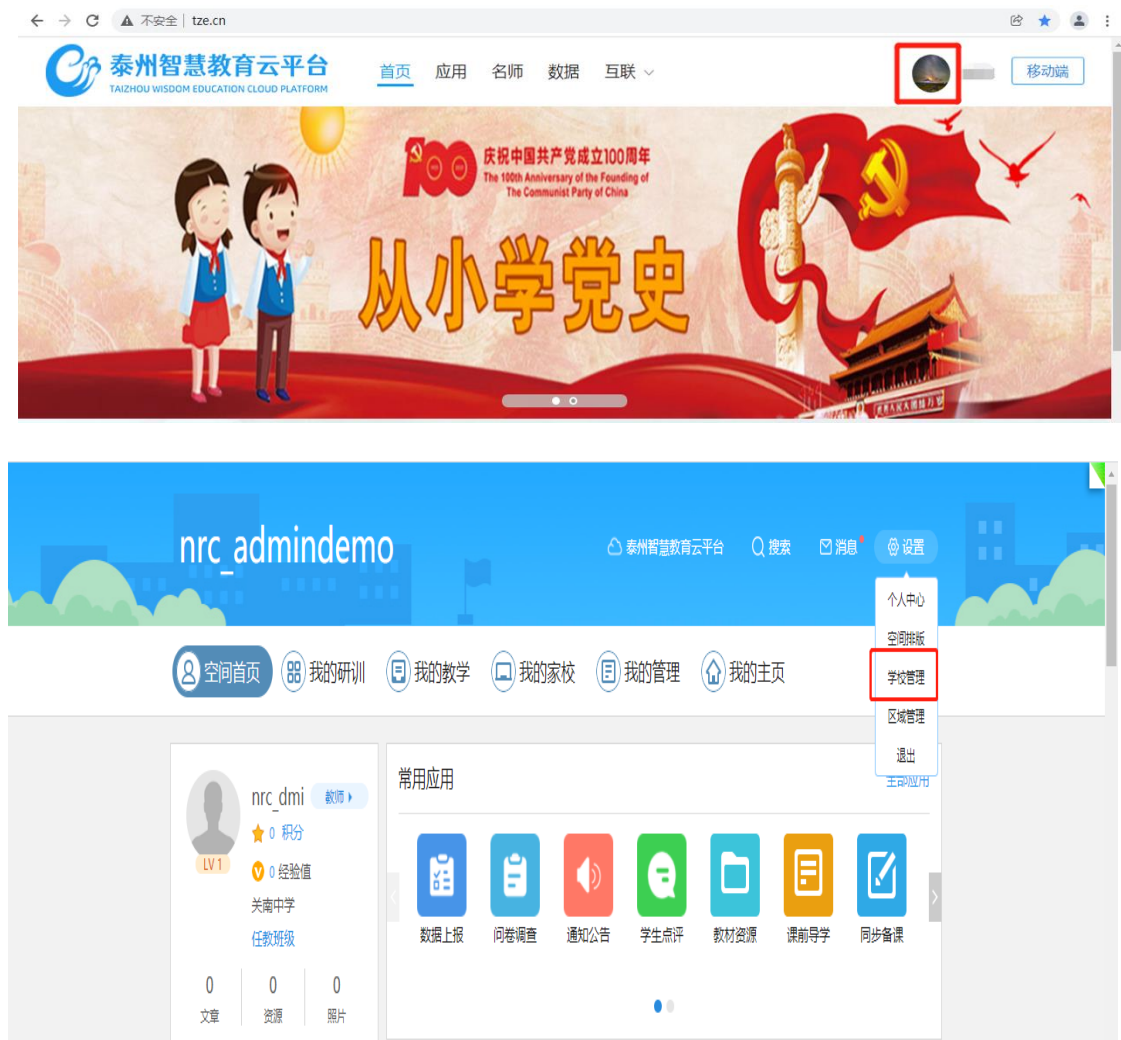 不安全 | tze.cn
泰州智慧教育云平台
TAIZHOU WISDOM EDUCATION CLOUD PLATFORM
首页 应用 名师 数据 互联
移动端
100
庆祝中国共产党成立100周年
The 100th Anniversary of the Founding of
The Communist Party of China
从小学党史
nrc_admindemo
泰州智慧教育云平台 搜索 消息 设置
个人中心
空间排版
学校管理
区域管理
退出
空间首页 我的研训 我的教学 我的家校 我的管理 我的主页
常用应用
全部应用
nrc_dmi 教师
0 积分
LV 1
0 经验值
关南中学
任教班级
0 0 0
文章 资源 照片
数据上报 问卷调查 通知公告 学生点评 教材资源 课前导学 同步备课